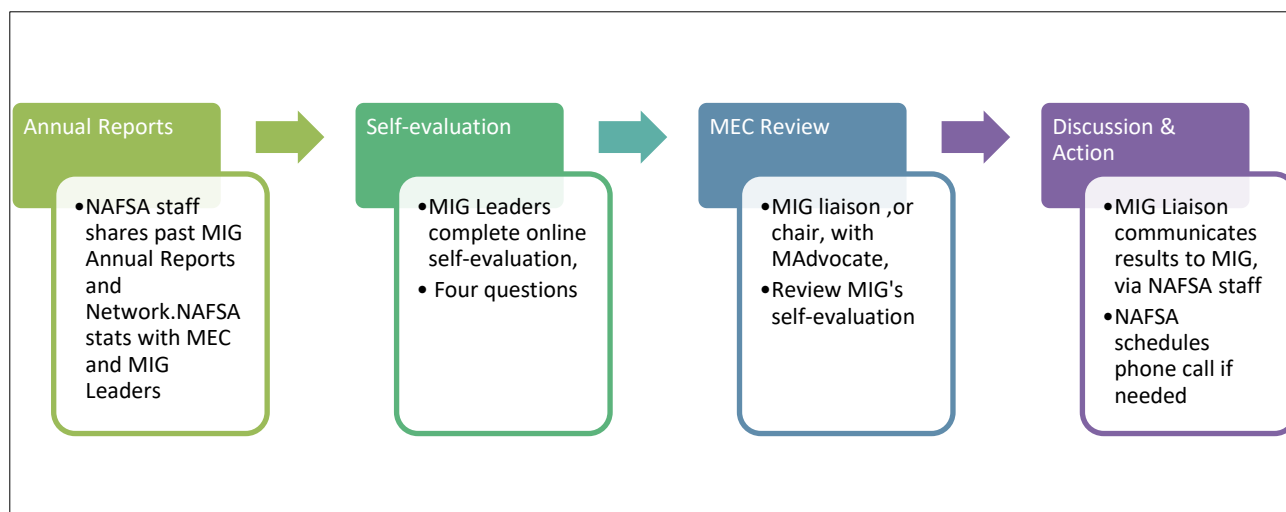 Annual Reports
•NAFSA staff
shares past MIG
Annual Reports
and
Network.NAFSA
stats with MEC
and MIG
Leaders
Self-evaluation
•MIG Leaders
complete online
self-evaluation,
• Four questions
MEC Review
•MIG liaison ,or
chair, with
MAdvocate,
•Review MIG's
self-evaluation
Discussion &
Action
•MIG Liaison
communicates
results to MIG,
via NAFSA staff
•NAFSA
schedules
phone call if
needed